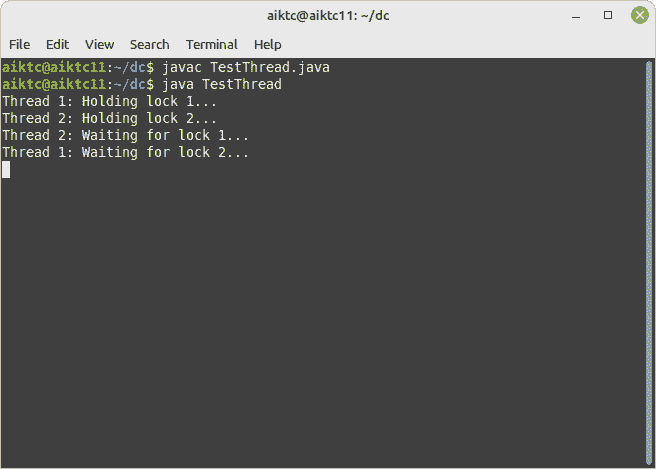 aiktc@aiktc11: ~/dc
File Edit View Search Terminal Help
aiktc@aiktc11:~/dc$ javac TestThread.java
aiktc@aiktc11:~/dc$ java TestThread
Thread 1: Holding lock 1...
Thread 2: Holding lock 2...
Thread 2: Waiting for lock 1...
Thread 1: Waiting for lock 2...